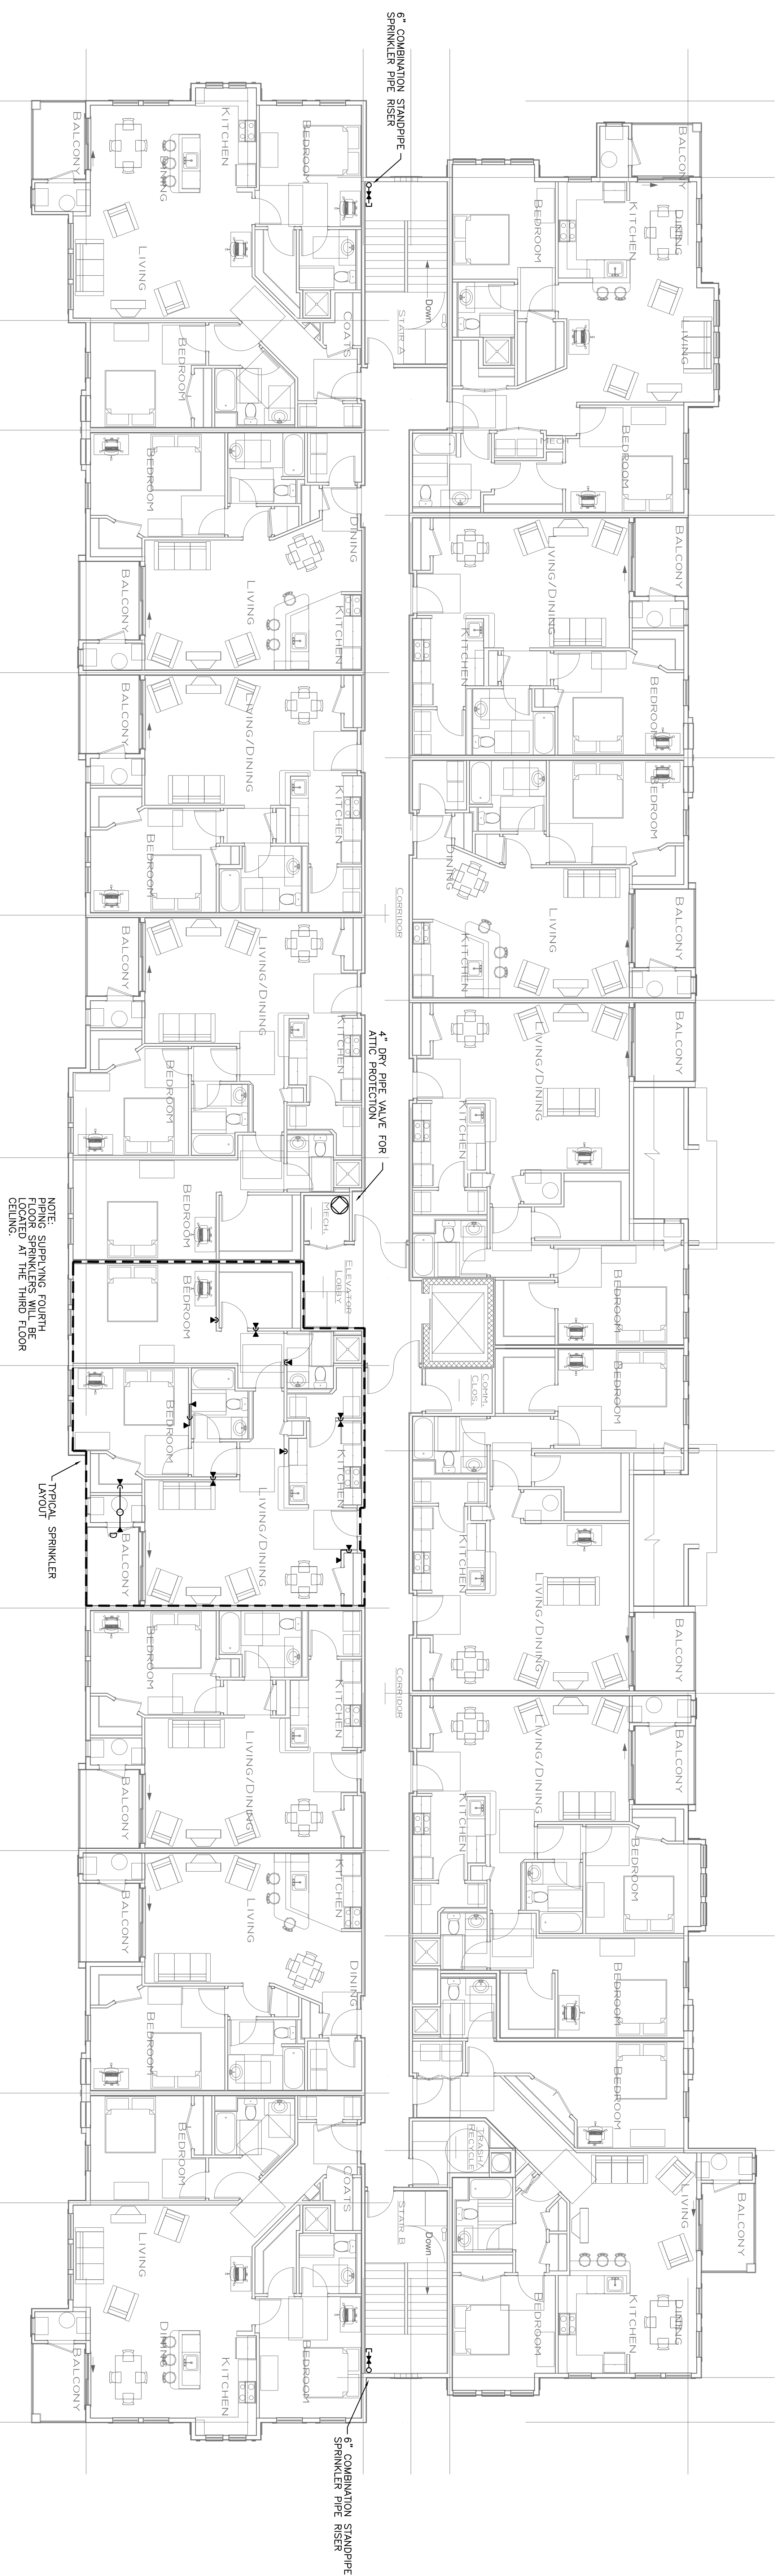 BALCONY
DINING
KITCHEN
LIVING
BEDROOM
MECH.
BEDROOM
BALCONY
LIVING/DINING
KITCHEN
BEDROOM
BEDROOM
DINING
LIVING
KITCHEN
BALCONY
BALCONY
LIVING/DINING
KITCHEN
BEDROOM
BEDROOM
KITCHEN
LIVING/DINING
BALCONY
BALCONY
LIVING/DINING
KITCHEN
BEDROOM
BEDROOM
BEDROOM
LIVING
BALCONY
DINING
KITCHEN
BEDROOM
TRASH/
RECYCLE
6" COMBINATION STANDPIPE
SPRINKLER PIPE RISER
Down
STAIR A
CORRIDOR
4" DRY PIPE VALVE FOR
ATTIC PROTECTION
MECH.
ELEVATOR
LOBBY
COMM.
CLOS.
CORRIDOR
Down
STAIR B
6" COMBINATION STANDPIPE
SPRINKLER PIPE RISER
BEDROOM
KITCHEN
DINING
BALCONY
LIVING
COATS
BEDROOM
BEDROOM
DINING
LIVING
KITCHEN
BALCONY
BALCONY
LIVING/DINING
KITCHEN
BEDROOM
BALCONY
LIVING/DINING
KITCHEN
BEDROOM
BEDROOM
BEDROOM
BEDROOM
KITCHEN
LIVING/DINING
D
BALCONY
BEDROOM
KITCHEN
LIVING/DINING
BALCONY
KITCHEN
LIVING
BALCONY
DINING
BEDROOM
BEDROOM
COATS
LIVING
BEDROOM
KITCHEN
DINING
BALCONY
TYPICAL SPRINKLER
LAYOUT
NOTE:
PIPING SUPPLYING FOURTH
FLOOR SPRINKLERS WILL BE
LOCATED AT THE THIRD FLOOR
CEILING.